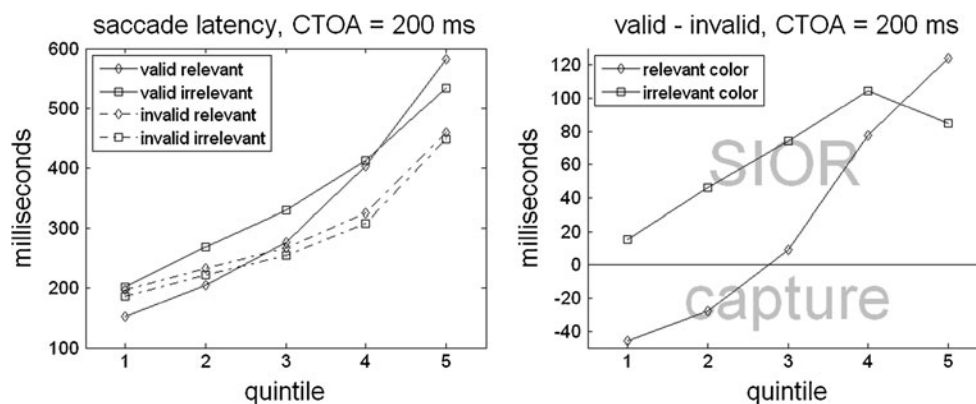 saccade latency, CTOA = 200 ms
600
500
400
300
200
100
milliseconds
valid relevant
valid irrelevant
invalid relevant
invalid irrelevant
1 2 3 4 5
quintile
valid - invalid, CTOA = 200 ms
120
100
80
60
40
20
0
-20
-40
milliseconds
relevant color
irrelevant color
SIOR
capture
1 2 3 4 5
quintile